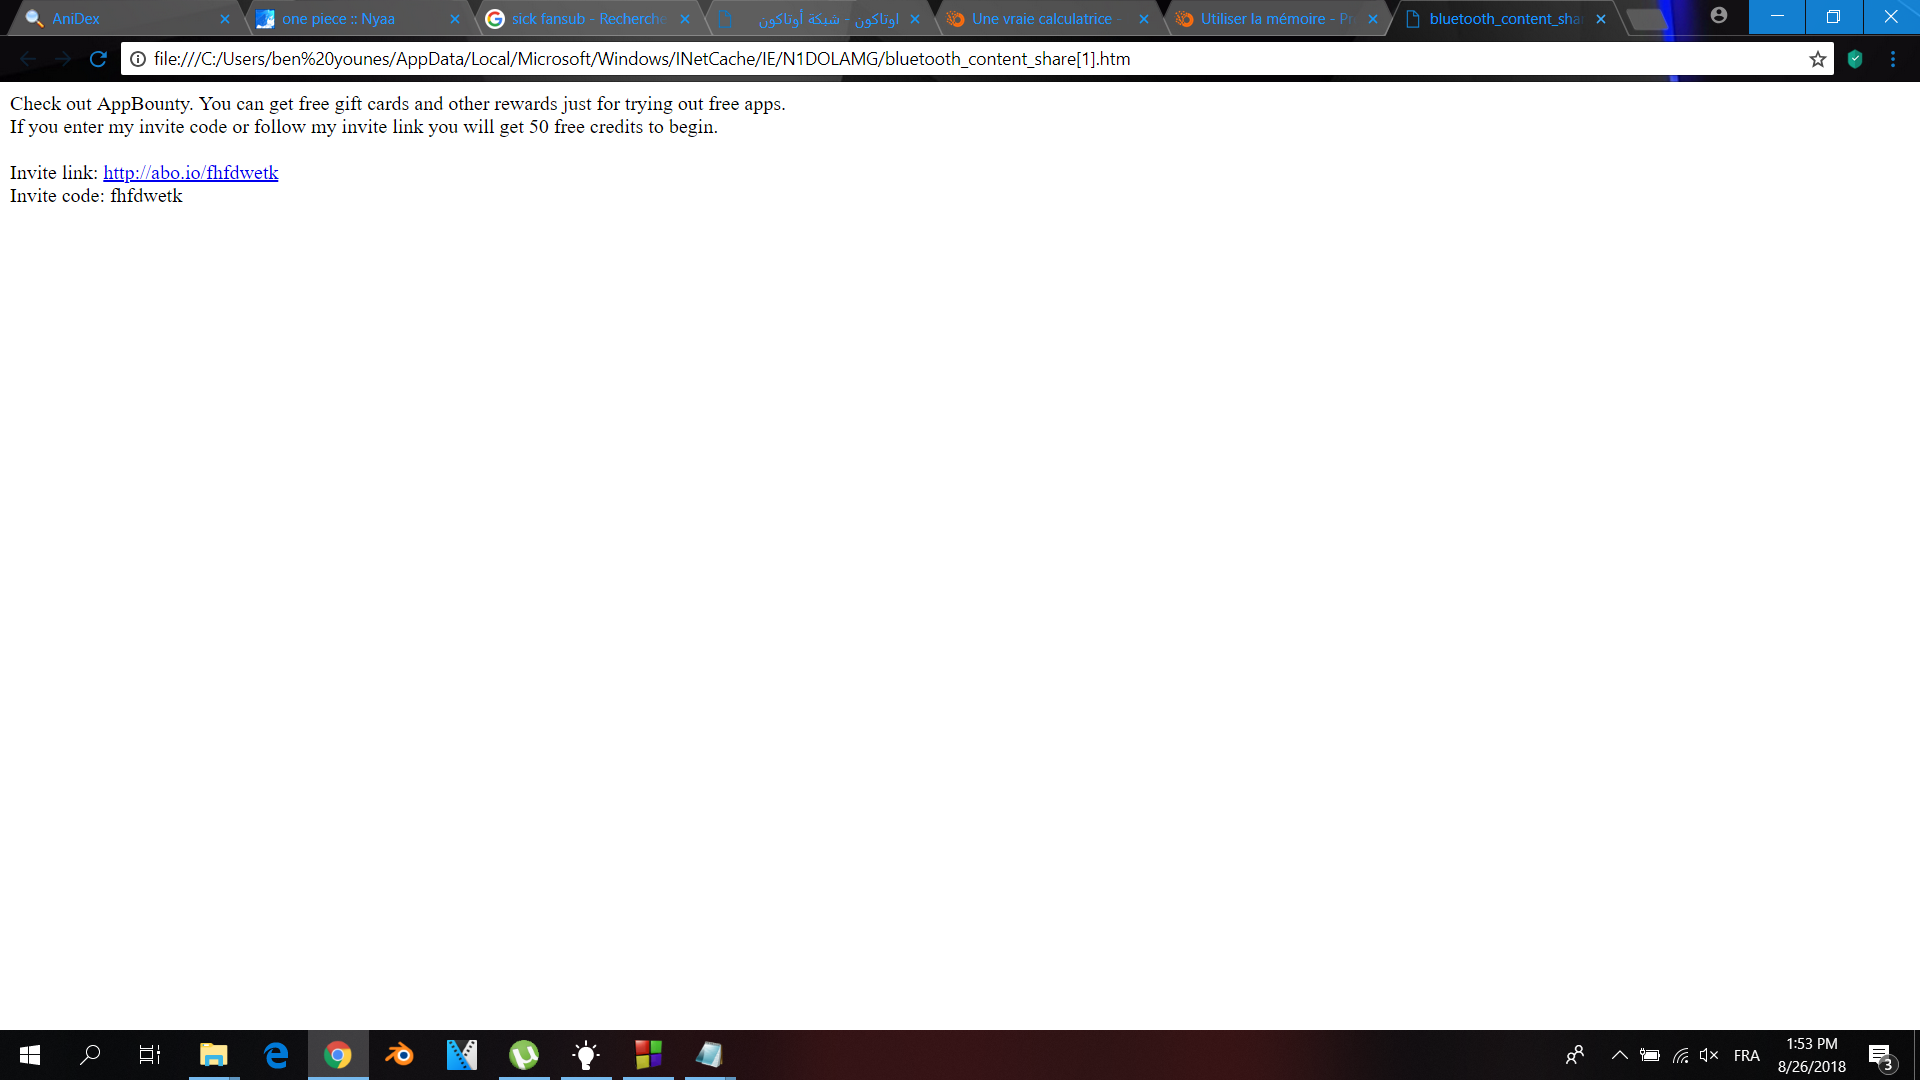 AniDex
one piece :: Nyaa
sick fansub - Recherche
اوتاكون - شبكة أوتاكون
Une vraie calculatrice -
Utiliser la mémoire - Pr
bluetooth_content_sha
file:///C:/Users/ben%20younes/AppData/Local/Microsoft/Windows/INetCache/IE/N1DOLAMG/bluetooth_content_share[1].htm
Check out AppBounty. You can get free gift cards and other rewards just for trying out free apps.
If you enter my invite code or follow my invite link you will get 50 free credits to begin.
Invite link: http://abo.io/fhfdwetk
Invite code: fhfdwetk
FRA
1:53 PM
8/26/2018
3